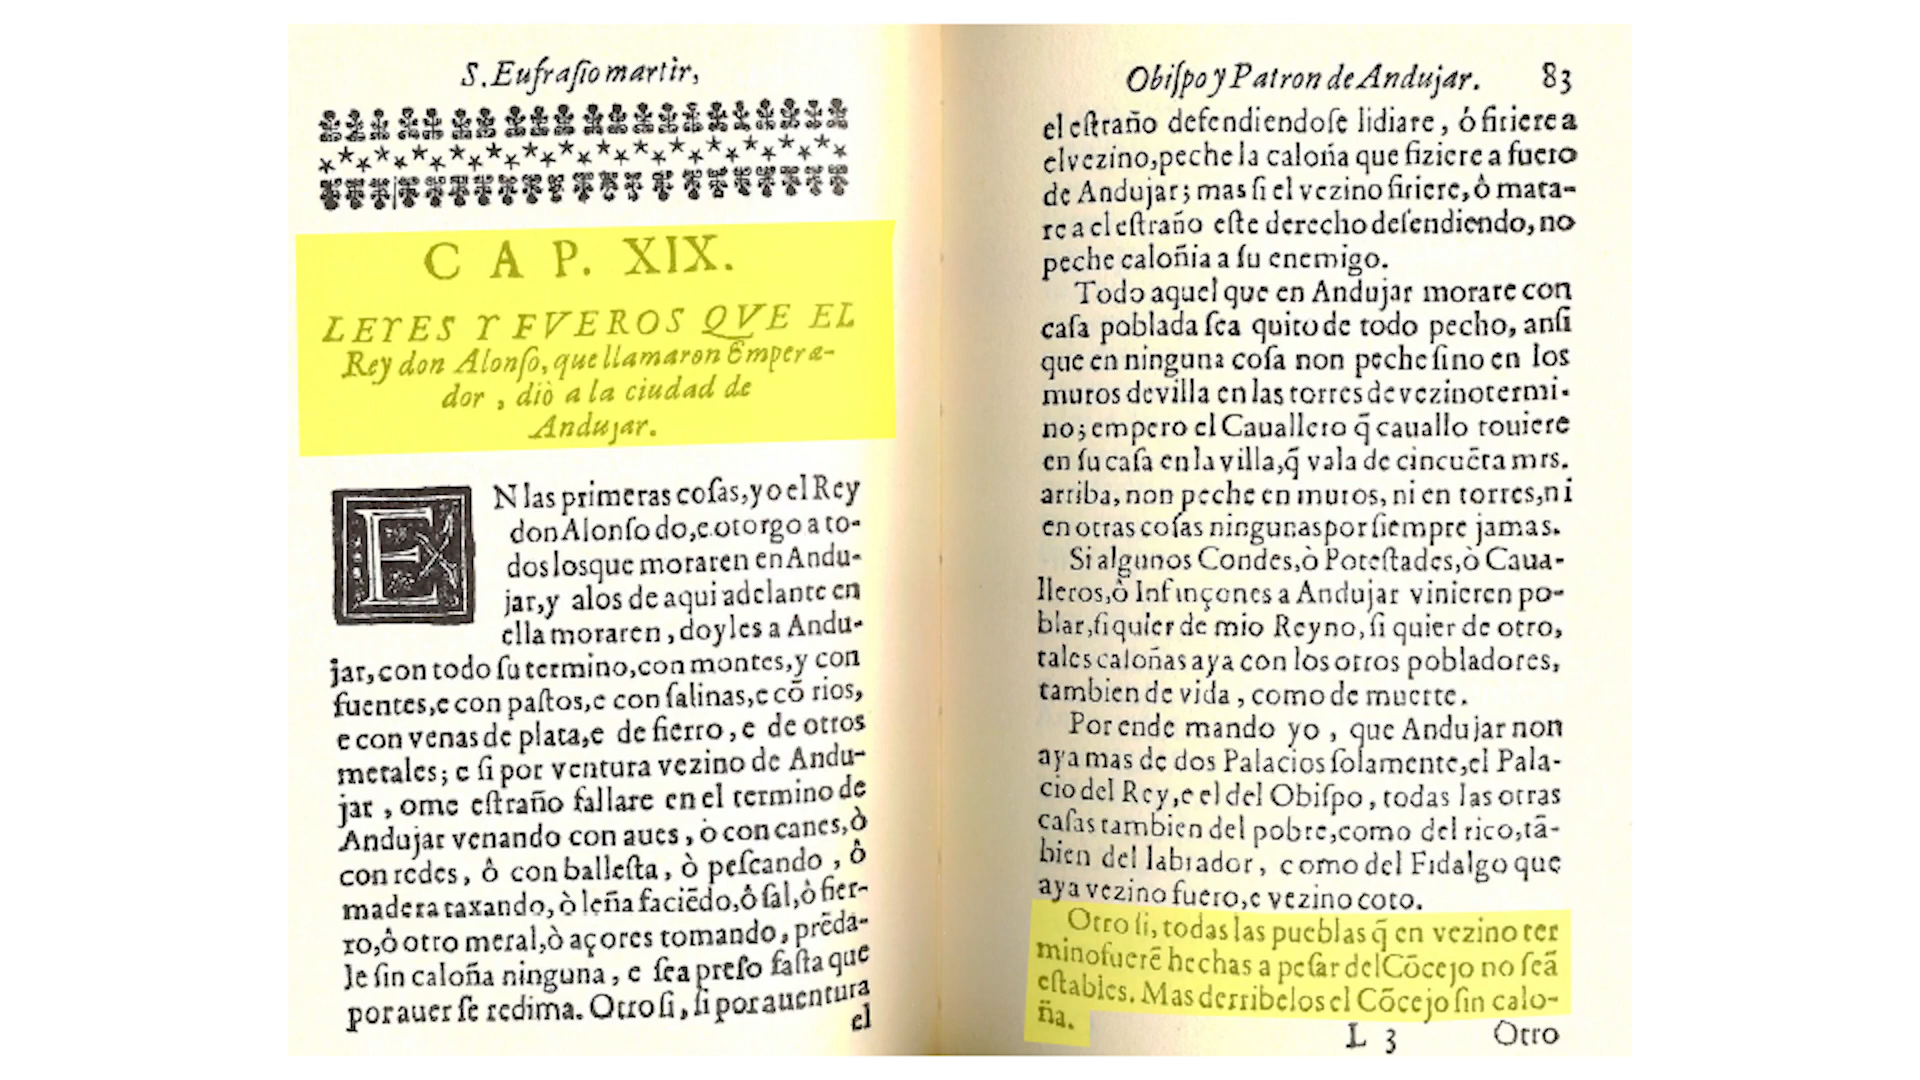 S. Eufraſio martir,
C A P. XIX.
LEYES Y FVEROS QVE EL
Rey don Alonſo, que llamaron Empera-
dor, diò a la ciudad de
Andujar.
EN las primeras coſas, yo el Rey
don Alonſo do, e otorgo a to-
dos los que moraren en Andu-
jar, y alos de aqui adelante en
ella moraren, doyles a Andu-
jar, con todo ſu termino, con montes, y con
fuentes, e con paſtos, e con ſalinas, e cõ rios,
e con venas de plata, e de fierro, e de otros
metales; e ſi por ventura vezino de Andu-
jar, ome eſtraño fallare en el termino de
Andujar venando con aues, ò con canes, ò
con redes, ô con balleſta, ò peſcando, ô
madera taxando, ò leña faciẽdo, ô ſal, ò fier-
ro, ô otro metal, ò açores tomando, prẽda-
le ſin caloña ninguna, e ſea preſo faſta que
por auer ſe redima. Otro ſi, ſi por auentura
el
Obiſpo y Patron de Andujar. 83
el eſtraño defendiendoſe lidiare, ó firiere a
el vezino, peche la caloña que fiziere a fuero
de Andujar; mas ſi el vezino firiere, ô mata-
re a el eſtraño eſte derecho defendiendo, no
peche caloñia a ſu enemigo.
Todo aquel que en Andujar morare con
caſa poblada ſea quito de todo pecho, anſi
que en ninguna coſa non peche ſino en los
muros de villa en las torres de vezino termi-
no; empero el Cauallero q̃ cauallo touiere
en ſu caſa en la villa, q̃ vala de cincuẽta mrs.
arriba, non peche en muros, ni en torres, ni
en otras coſas ningunas por ſiempre jamas.
Si algunos Condes, ò Poteſtades, ò Caua-
lleros, ô Infinçones a Andujar vinieren po-
blar, ſi quier de mio Reyno, ſi quier de otro,
tales caloñas aya con los otros pobladores,
tambien de vida, como de muerte.
Por ende mando yo, que Andujar non
aya mas de dos Palacios ſolamente, el Pala-
cio del Rey, e el del Obiſpo, todas las otras
caſas tambien del pobre, como del rico, tã-
bien del labrador, como del Fidalgo que
aya vezino fuero, e vezino coto.
Otro ſi, todas las pueblas q̃ en vezino ter
mino fuerẽ hechas a peſar del Cõcejo no ſeã
eſtables. Mas derribelos el Cõcejo ſin calo-
ña.
L 3 Otro